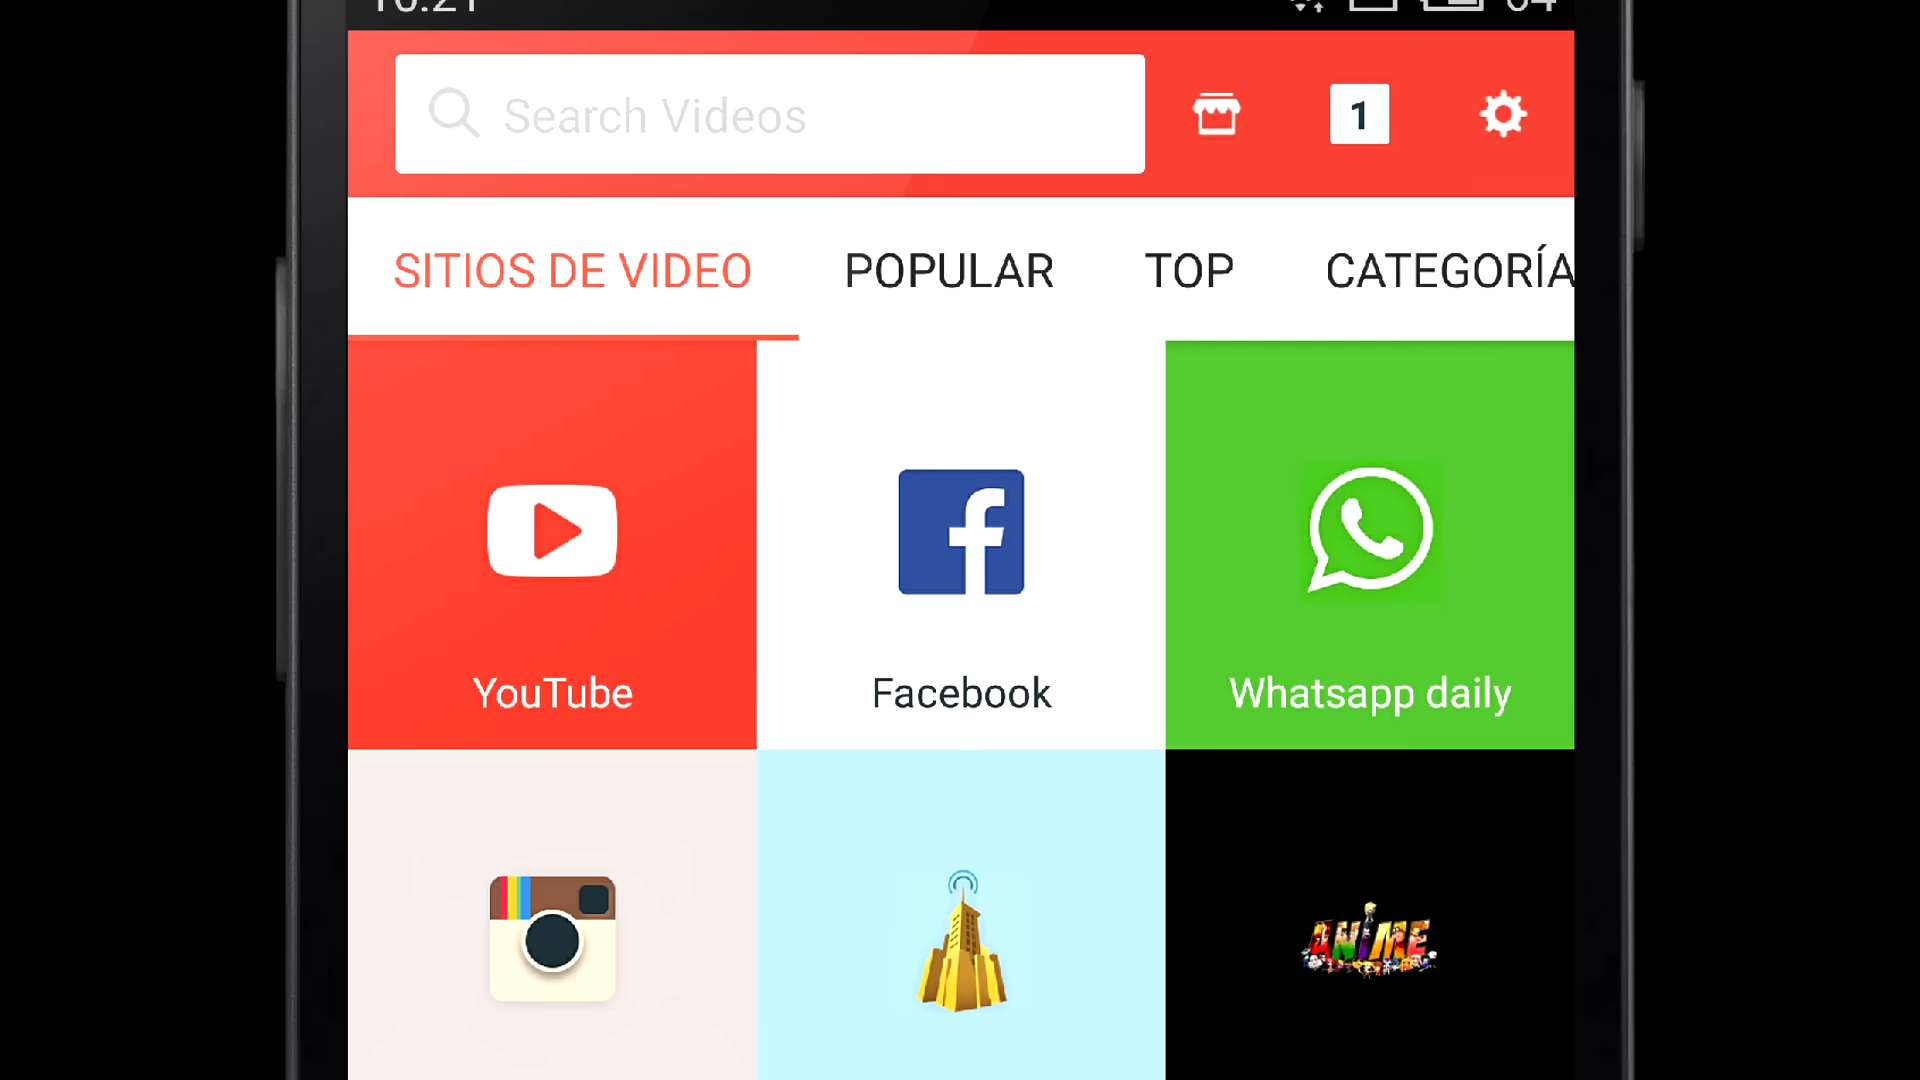 Search Videos
1
SITIOS DE VIDEO POPULAR TOP CATEGORÍA
YouTube Facebook Whatsapp daily
ANIME